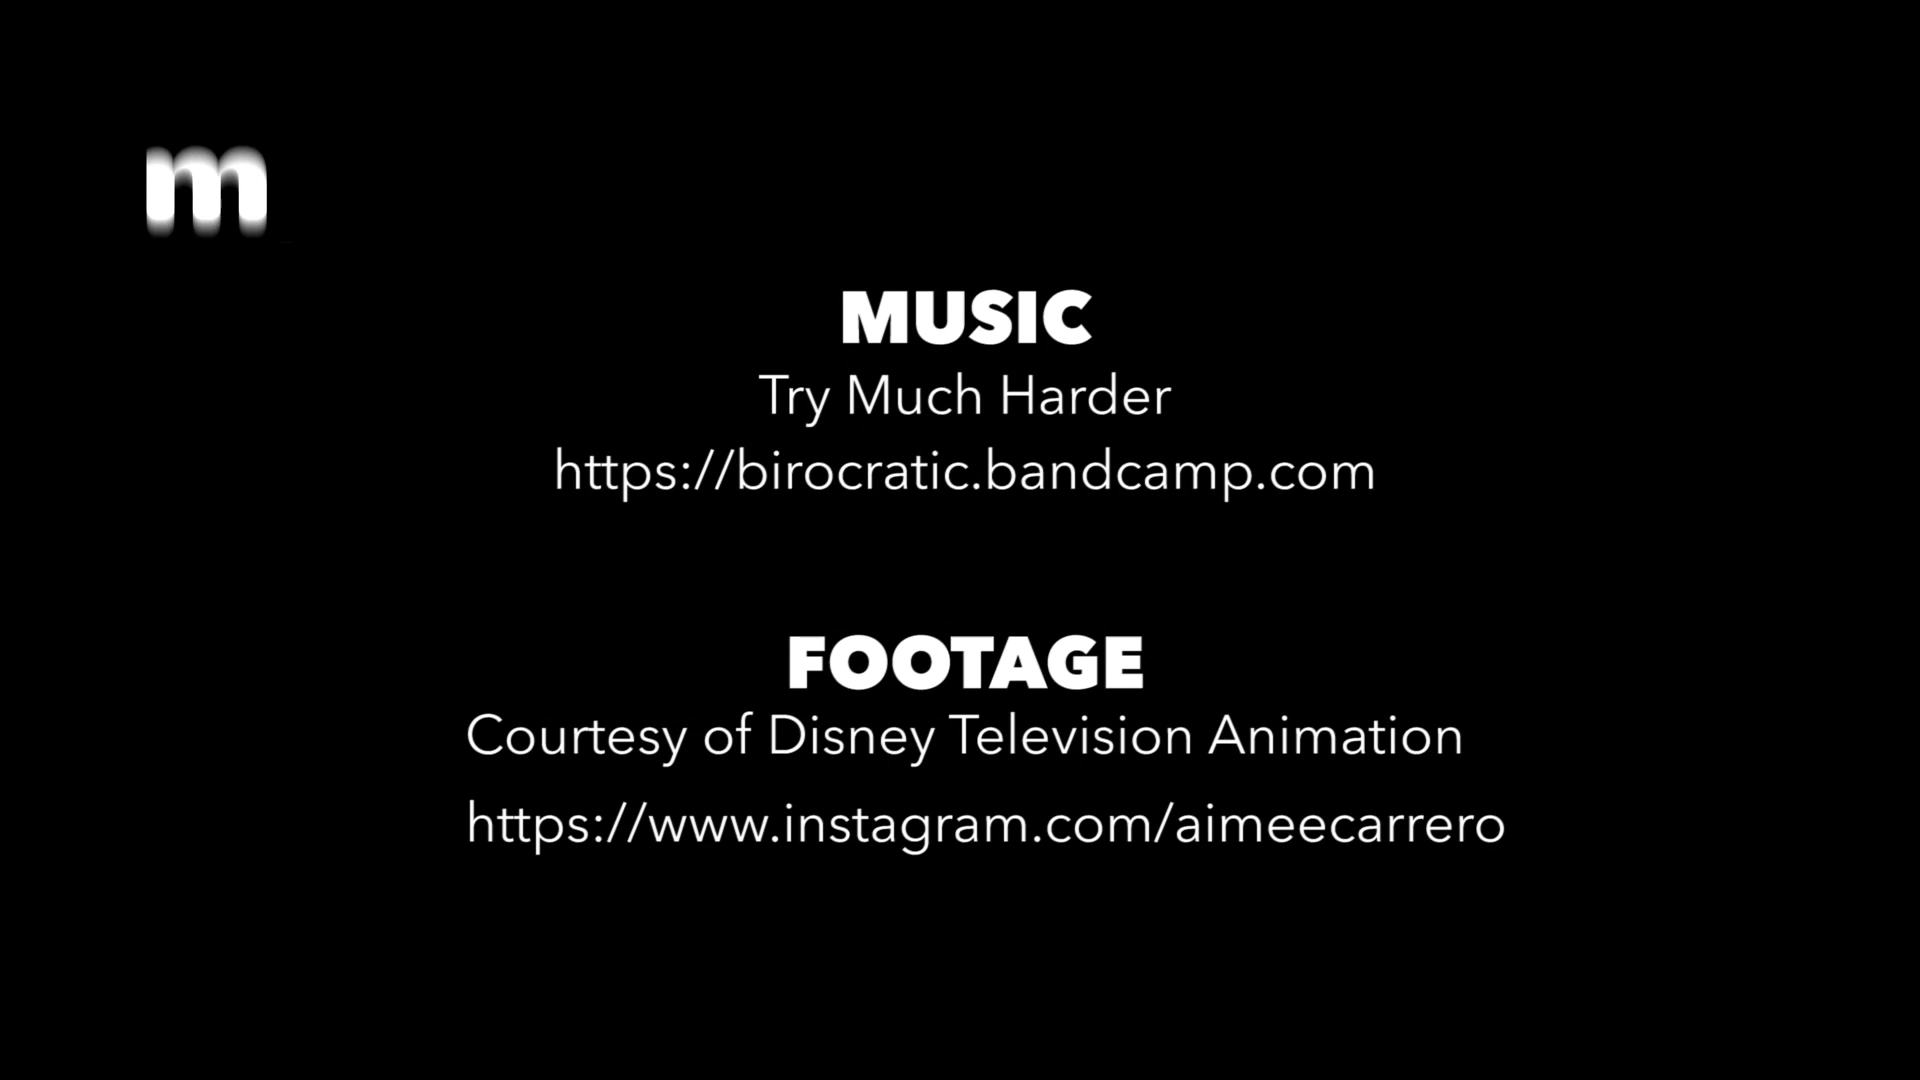 m
MUSIC
Try Much Harder
https://birocratic.bandcamp.com
FOOTAGE
Courtesy of Disney Television Animation
https://www.instagram.com/aimeecarrero